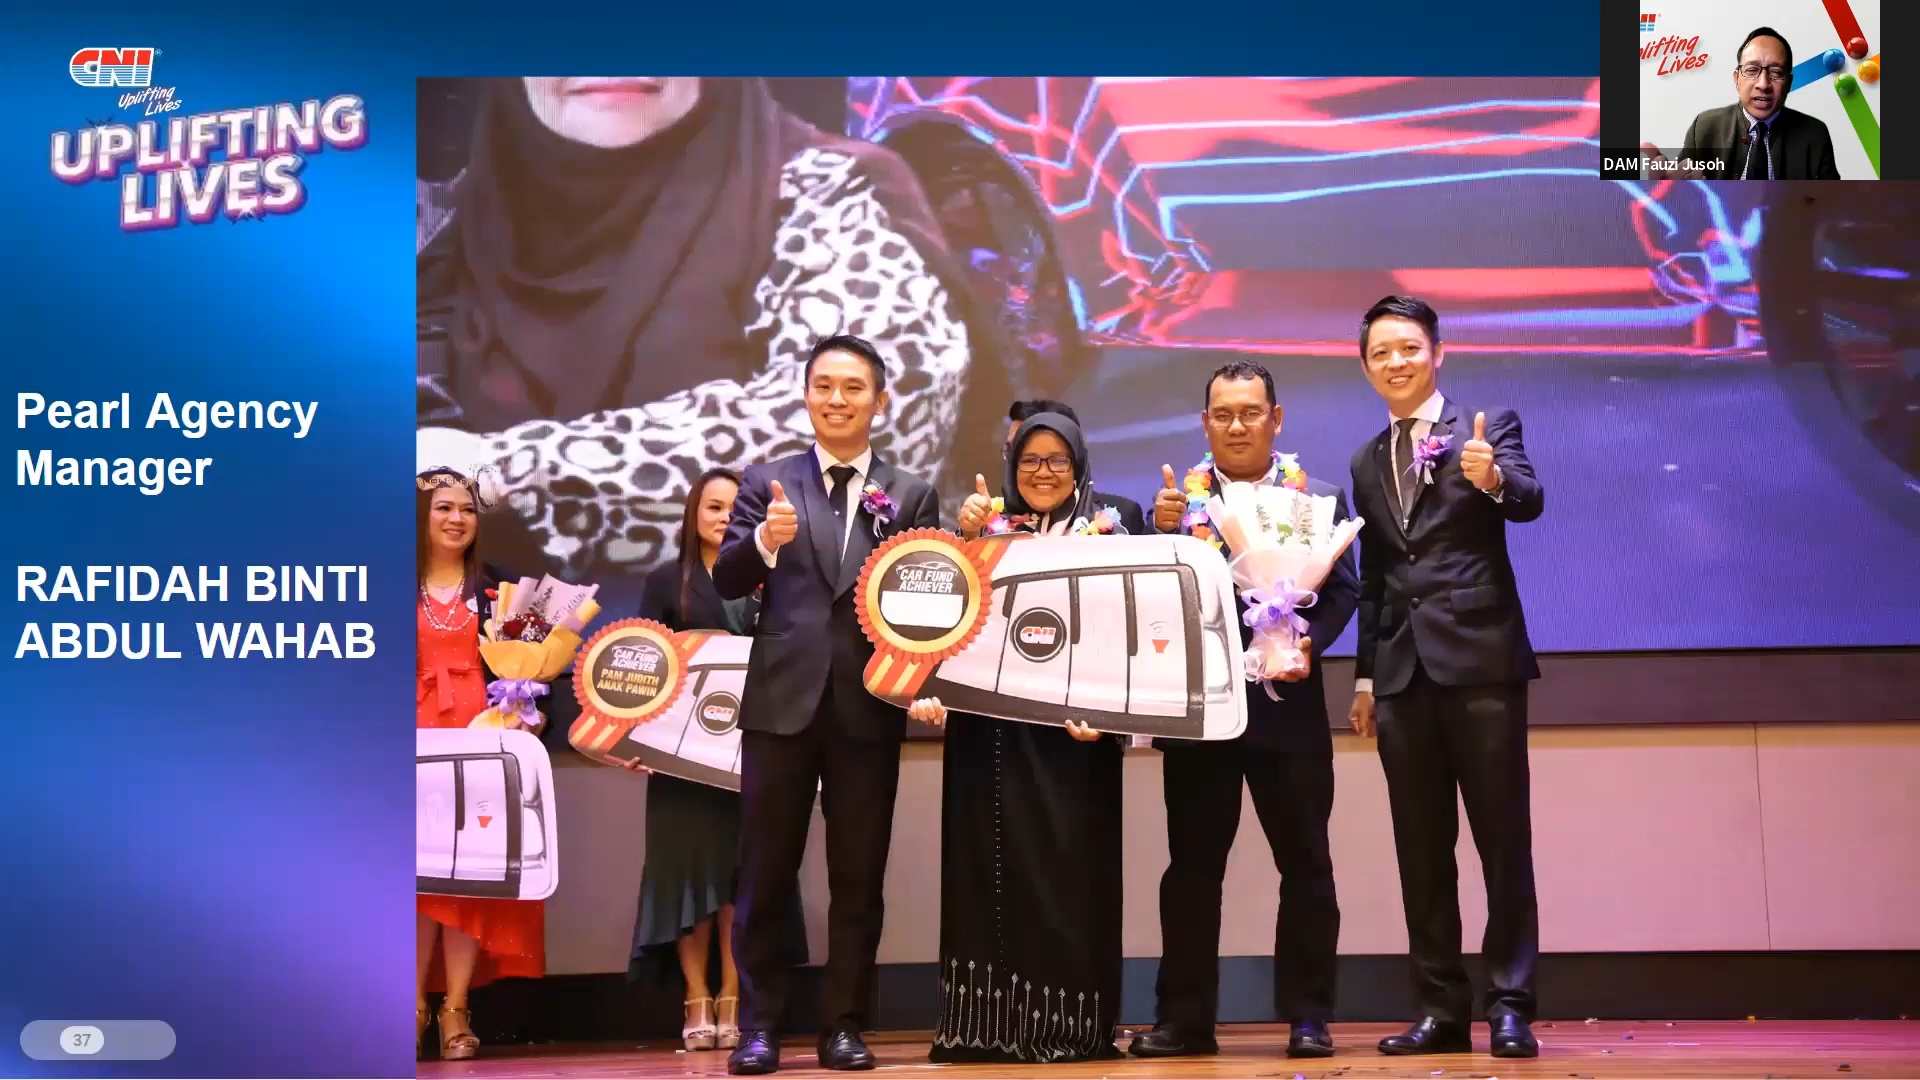 CNI
Uplifting
Lives
UPLIFTING
LIVES
Pearl Agency
Manager
RAFIDAH BINTI
ABDUL WAHAB
37
CAR FUND
ACHIEVER
PAM JUDITH
ANAK PAWIN
CNI
CAR FUND
ACHIEVER
CNI
plifting
Lives
DAM Fauzi Jusoh